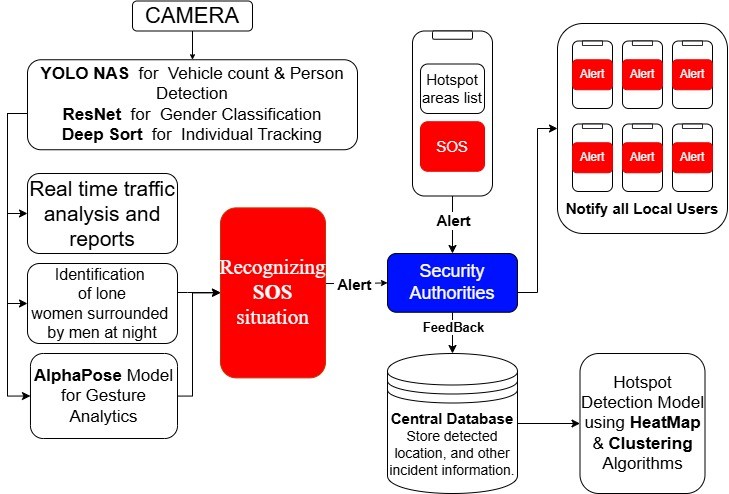 CAMERA
YOLO NAS for Vehicle count & Person
Detection
ResNet for Gender Classification
Deep Sort for Individual Tracking
Real time traffic
analysis and
reports
Identification
of lone
women surrounded
by men at night
AlphaPose Model
for Gesture
Analytics
Recognizing
SOS
situation
Alert
Hotspot
areas list
SOS
Alert
Security
Authorities
FeedBack
Central Database
Store detected
location, and other
incident information.
Alert
Alert
Alert
Alert
Alert
Alert
Notify all Local Users
Hotspot
Detection Model
using HeatMap
& Clustering
Algorithms